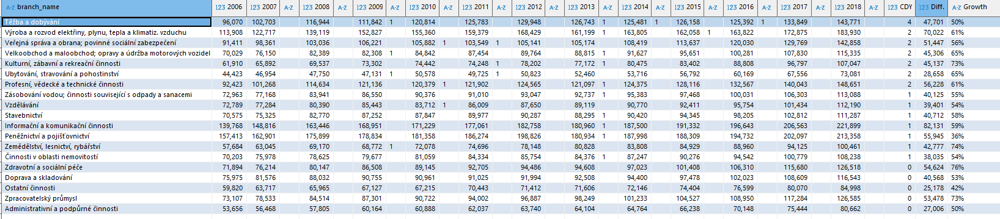 A-Z branch_name 123 2006 123 2007 A-Z 123 2008 123 2009 A-Z 123 2010 A-Z 123 2011 A-Z 123 2012 A-Z 123 2013 A-Z 123 2014 A-Z 123 2015 A-Z 123 2016 A-Z 123 2017 A-Z 123 2018 123 CDY 123 Diff. A-Z Growth
Těžba a dobývání 96,070 102,703 116,944 111,842 1 120,814 125,783 129,948 126,743 1 125,481 1 126,158 125,392 1 133,849 143,771 4 47,701 50%
Výroba a rozvod elektřiny, plynu, tepla a klimatiz. vzduchu 113,908 122,717 139,119 152,827 155,360 159,379 168,429 161,199 1 163,805 162,058 1 163,822 172,875 183,930 2 70,022 61%
Veřejná správa a obrana; povinné sociální zabezpečení 91,411 98,361 103,036 106,221 105,882 1 103,549 1 105,141 105,174 108,419 113,637 120,030 129,769 142,858 2 51,447 56%
Velkoobchod a maloobchod; opravy a údržba motorových vozidel 70,029 76,150 82,389 82,308 1 84,842 87,454 89,764 88,815 1 91,627 95,651 100,281 107,830 115,335 2 45,306 65%
Kulturní, zábavní a rekreační činnosti 61,910 65,892 69,537 73,302 74,442 74,248 1 78,202 77,172 1 80,475 83,402 88,808 96,797 107,047 2 45,137 73%
Ubytování, stravování a pohostinství 44,423 46,954 47,750 47,131 1 50,578 49,725 1 50,823 52,460 53,716 56,792 60,169 67,556 73,081 2 28,658 65%
Profesní, vědecké a technické činnosti 92,423 101,268 114,634 121,136 120,379 1 121,902 124,565 121,097 1 124,375 128,116 132,567 140,043 148,651 2 56,228 61%
Zásobování vodou; činnosti související s odpady a sanacemi 72,963 77,168 83,941 86,550 90,376 91,010 93,047 92,737 1 95,383 97,468 100,031 106,303 113,088 1 40,125 55%
Vzdělávání 72,789 77,284 80,390 85,443 83,712 1 86,009 87,650 89,119 90,770 92,411 95,754 101,434 112,190 1 39,401 54%
Stavebnictví 70,575 75,325 82,770 87,252 87,847 89,977 90,287 88,295 1 90,420 94,345 98,205 102,812 111,287 1 40,712 58%
Informační a komunikační činnosti 139,768 148,816 163,446 168,951 171,229 177,061 182,758 180,960 1 187,500 191,332 196,643 206,563 221,899 1 82,131 59%
Peněžnictví a pojišťovnictví 157,413 162,901 175,899 178,834 181,358 186,274 198,826 180,934 1 187,998 188,309 194,732 202,097 213,358 1 55,945 36%
Zemědělství, lesnictví, rybářství 57,684 63,045 69,170 68,772 1 72,078 74,696 78,148 80,828 83,808 84,929 88,960 94,125 100,461 1 42,777 74%
Činnosti v oblasti nemovitostí 70,203 75,978 78,625 79,677 81,059 84,334 85,754 84,376 1 87,247 90,276 94,542 100,779 108,238 1 38,035 54%
Zdravotní a sociální péče 71,894 76,214 80,147 86,508 89,145 92,705 94,486 94,608 97,023 101,408 106,310 115,680 126,518 0 54,624 76%
Doprava a skladování 75,975 81,576 88,032 90,755 90,961 91,025 91,994 92,508 94,400 97,478 102,023 108,609 116,543 0 40,568 53%
Ostatní činnosti 59,820 63,717 65,956 67,127 67,215 70,443 71,412 71,606 72,146 74,404 76,599 80,070 84,998 0 25,178 42%
Zpracovatelský průmysl 73,107 78,533 84,514 87,301 90,722 94,002 96,887 98,249 101,233 104,527 108,950 117,284 126,585 0 53,478 73%
Administrativní a podpůrné činnosti 53,656 56,468 57,805 60,164 60,888 62,037 63,740 64,104 64,764 66,238 70,148 75,444 80,662 0 27,006 50%